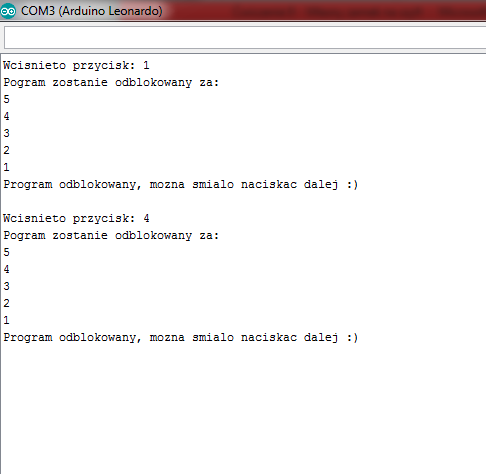 COM3 (Arduino Leonardo)
Wcisnieto przycisk: 1
Pogram zostanie odblokowany za:
5
4
3
2
1
Program odblokowany, mozna smialo naciskac dalej :)
Wcisnieto przycisk: 4
Pogram zostanie odblokowany za:
5
4
3
2
1
Program odblokowany, mozna smialo naciskac dalej :)